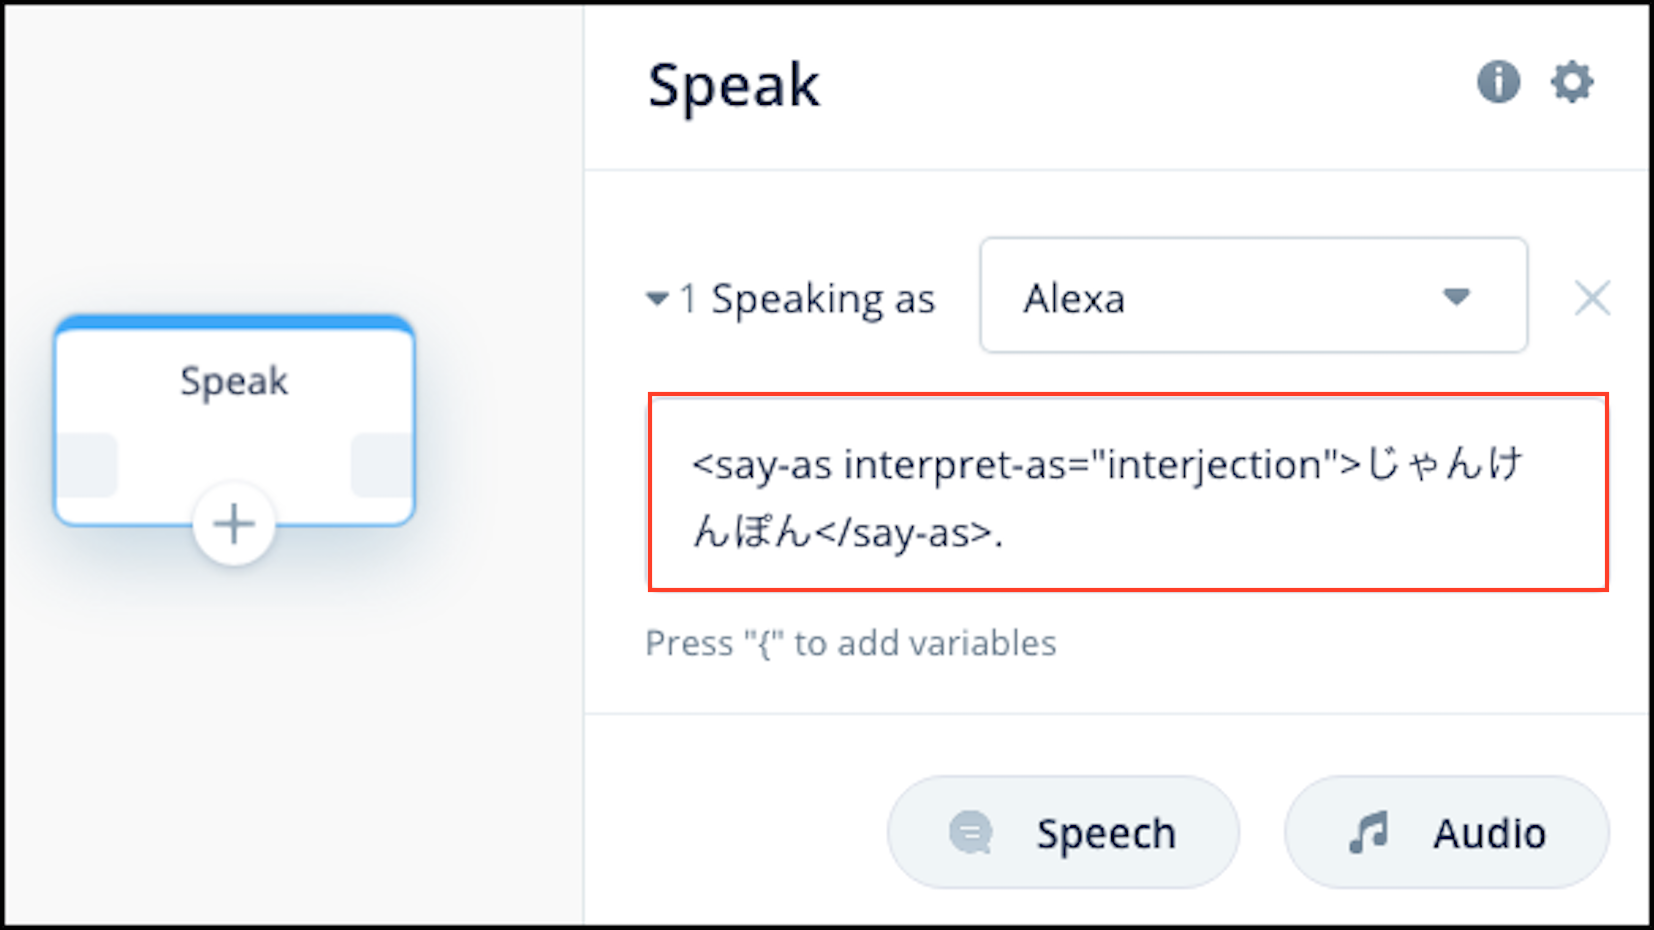 Speak
Speak
1 Speaking as
Alexa
<say-as interpret-as="interjection">じゃんけ
んぽん</say-as>.
Press "{" to add variables
Speech
Audio